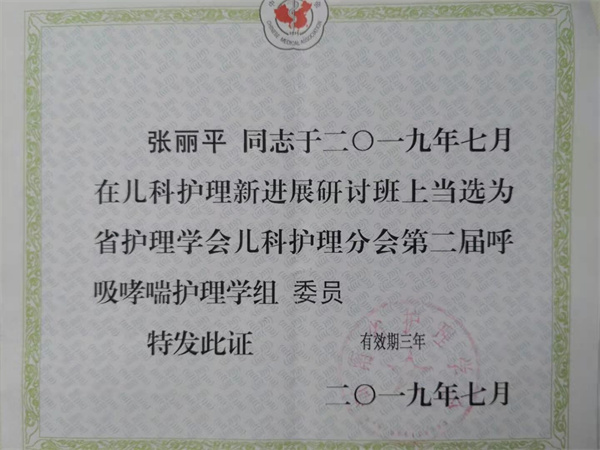 CHINESE MEDICAL ASSOCIATION
张丽平 同志于二〇一九年七月
在儿科护理新进展研讨班上当选为
省护理学会儿科护理分会第二届呼
吸哮喘护理学组 委员
特发此证 有效期三年
二〇一九年七月